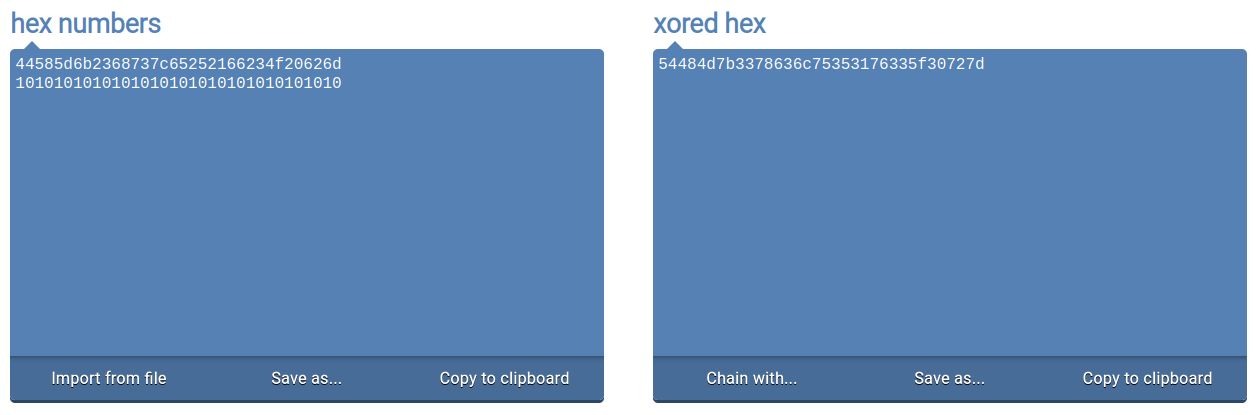 hex numbers
44585d6b2368737c65252166234f20626d
1010101010101010101010101010101010
Import from file
Save as...
Copy to clipboard
xored hex
54484d7b3378636c75353176335f30727d
Chain with...
Save as...
Copy to clipboard